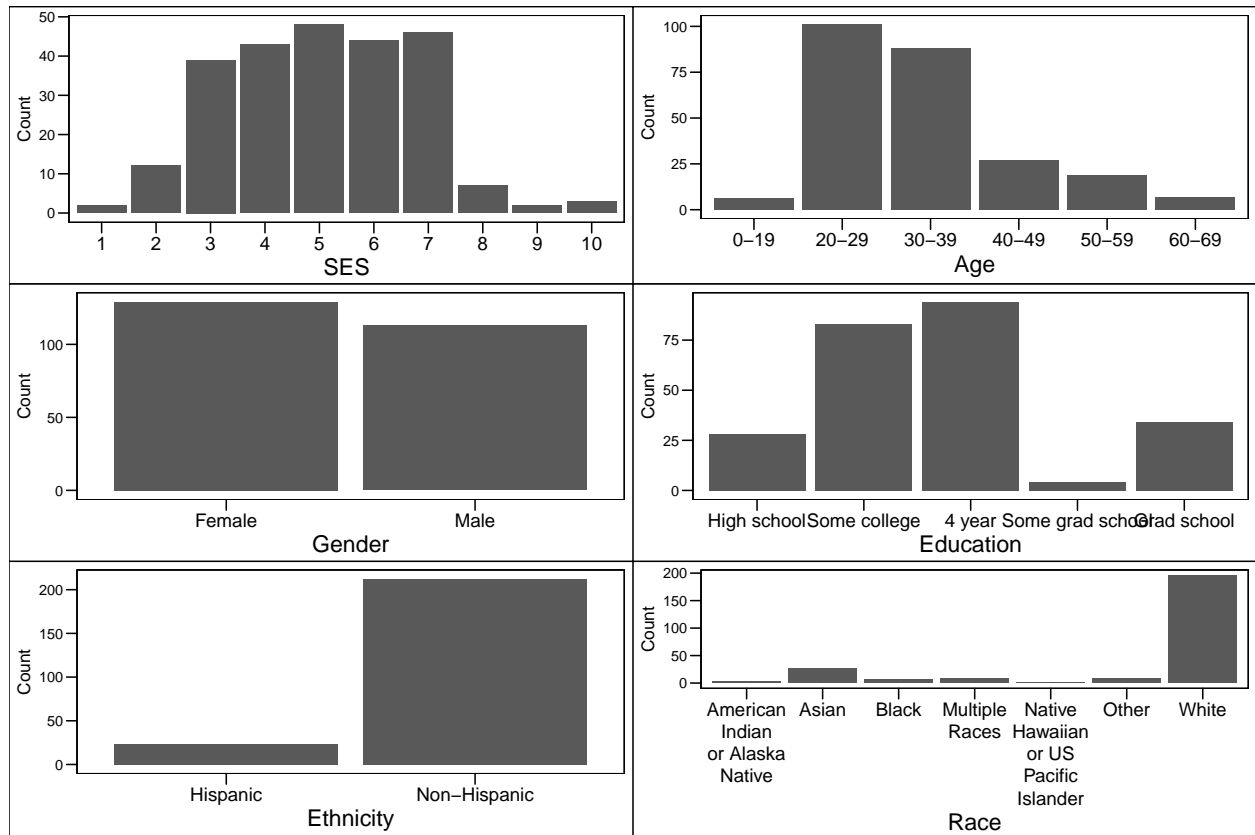 50
40
30
20
10
0
Count
1 2 3 4 5 6 7 8 9 10
SES
100
75
50
25
0
Count
0−19 20−29 30−39 40−49 50−59 60−69
Age
100
50
0
Count
Female Male
Gender
75
50
25
0
Count
High school Some college 4 year Some grad school Grad school
Education
200
150
100
50
0
Count
Hispanic Non−Hispanic
Ethnicity
200
150
100
50
0
Count
American Indian or Alaska Native
Asian
Black
Multiple Races
Native Hawaiian or US Pacific Islander
Other
White
Race